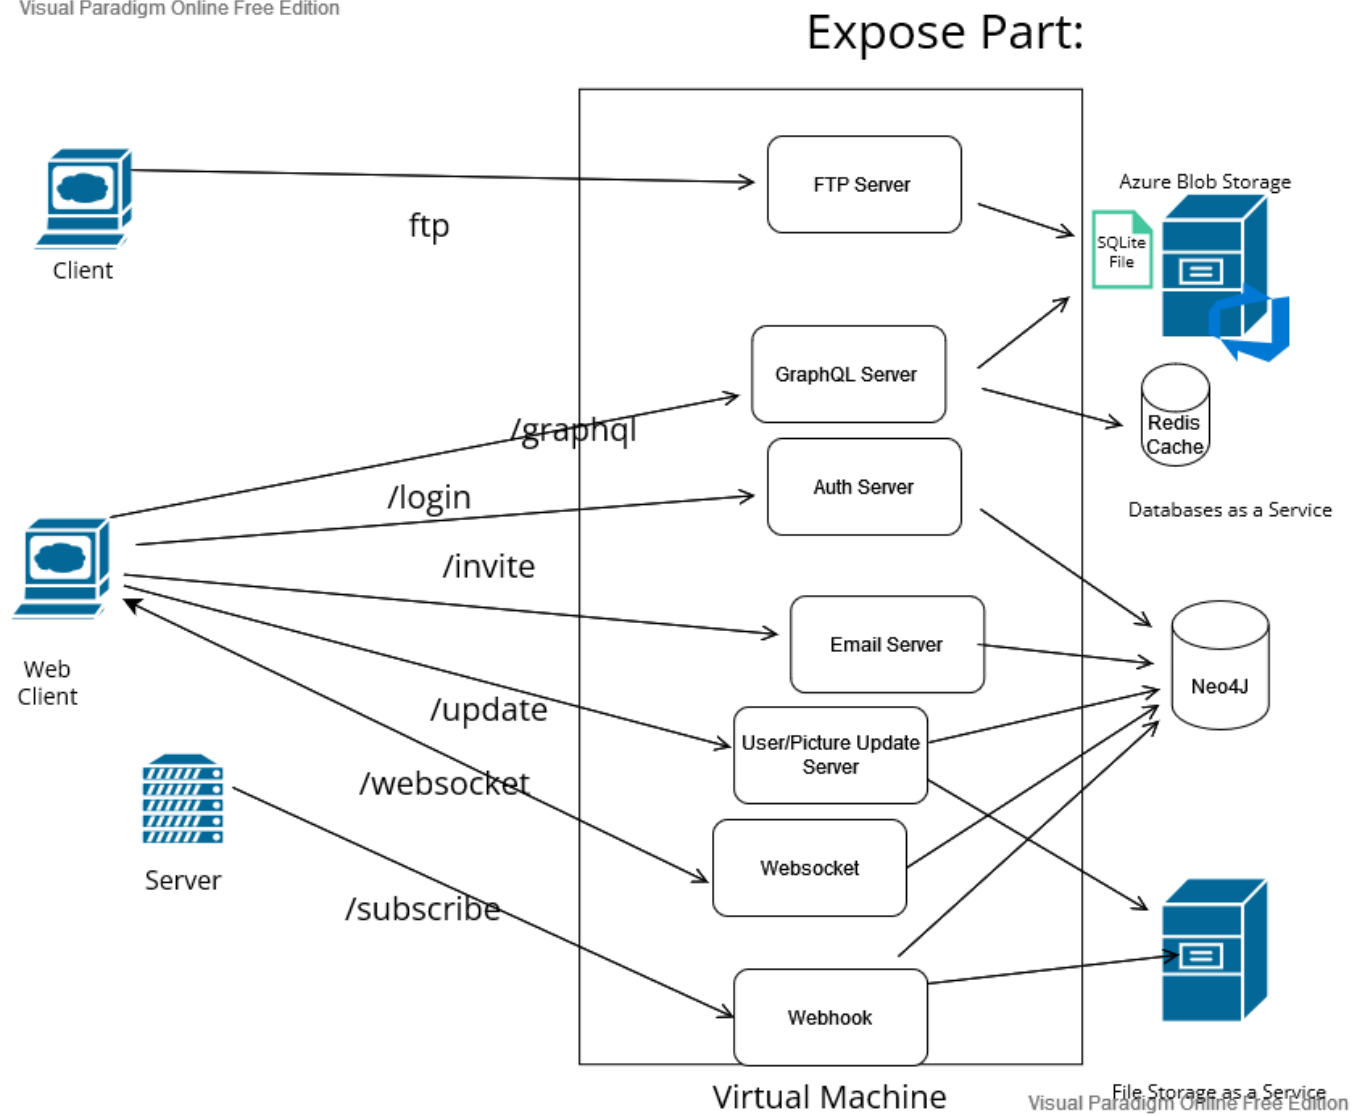 Visual Paradigm Online Free Edition
Expose Part:
FTP Server
Azure Blob Storage
ftp
SQLite
File
Client
GraphQL Server
/graphql
Redis
Cache
/login
Auth Server
Databases as a Service
/invite
Email Server
Web
Client
Neo4J
/update
User/Picture Update
Server
/websocket
Websocket
Server
/subscribe
Webhook
Virtual Machine
File Storage as a Service
Visual Paradigm Online Free Edition